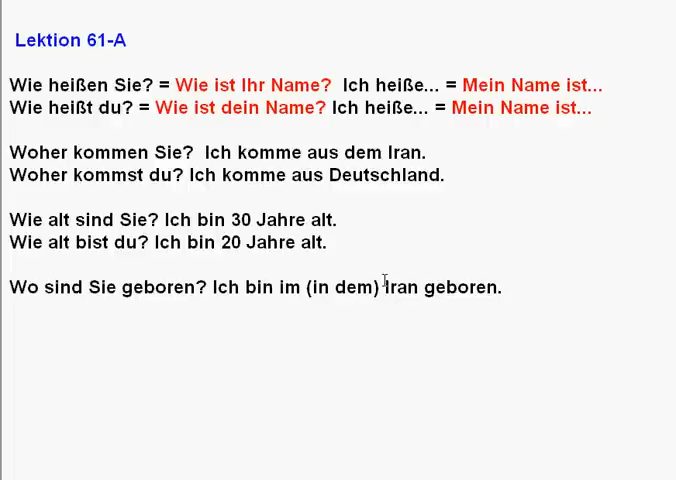 Lektion 61-A
Wie heißen Sie? = Wie ist Ihr Name? Ich heiße... = Mein Name ist...
Wie heißt du? = Wie ist dein Name? Ich heiße... = Mein Name ist...
Woher kommen Sie? Ich komme aus dem Iran.
Woher kommst du? Ich komme aus Deutschland.
Wie alt sind Sie? Ich bin 30 Jahre alt.
Wie alt bist du? Ich bin 20 Jahre alt.
Wo sind Sie geboren? Ich bin im (in dem) Iran geboren.